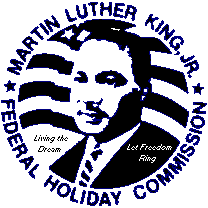 MARTIN LUTHER KING, JR.
Living the
Dream
Let Freedom
Ring
FEDERAL HOLIDAY COMMISSION